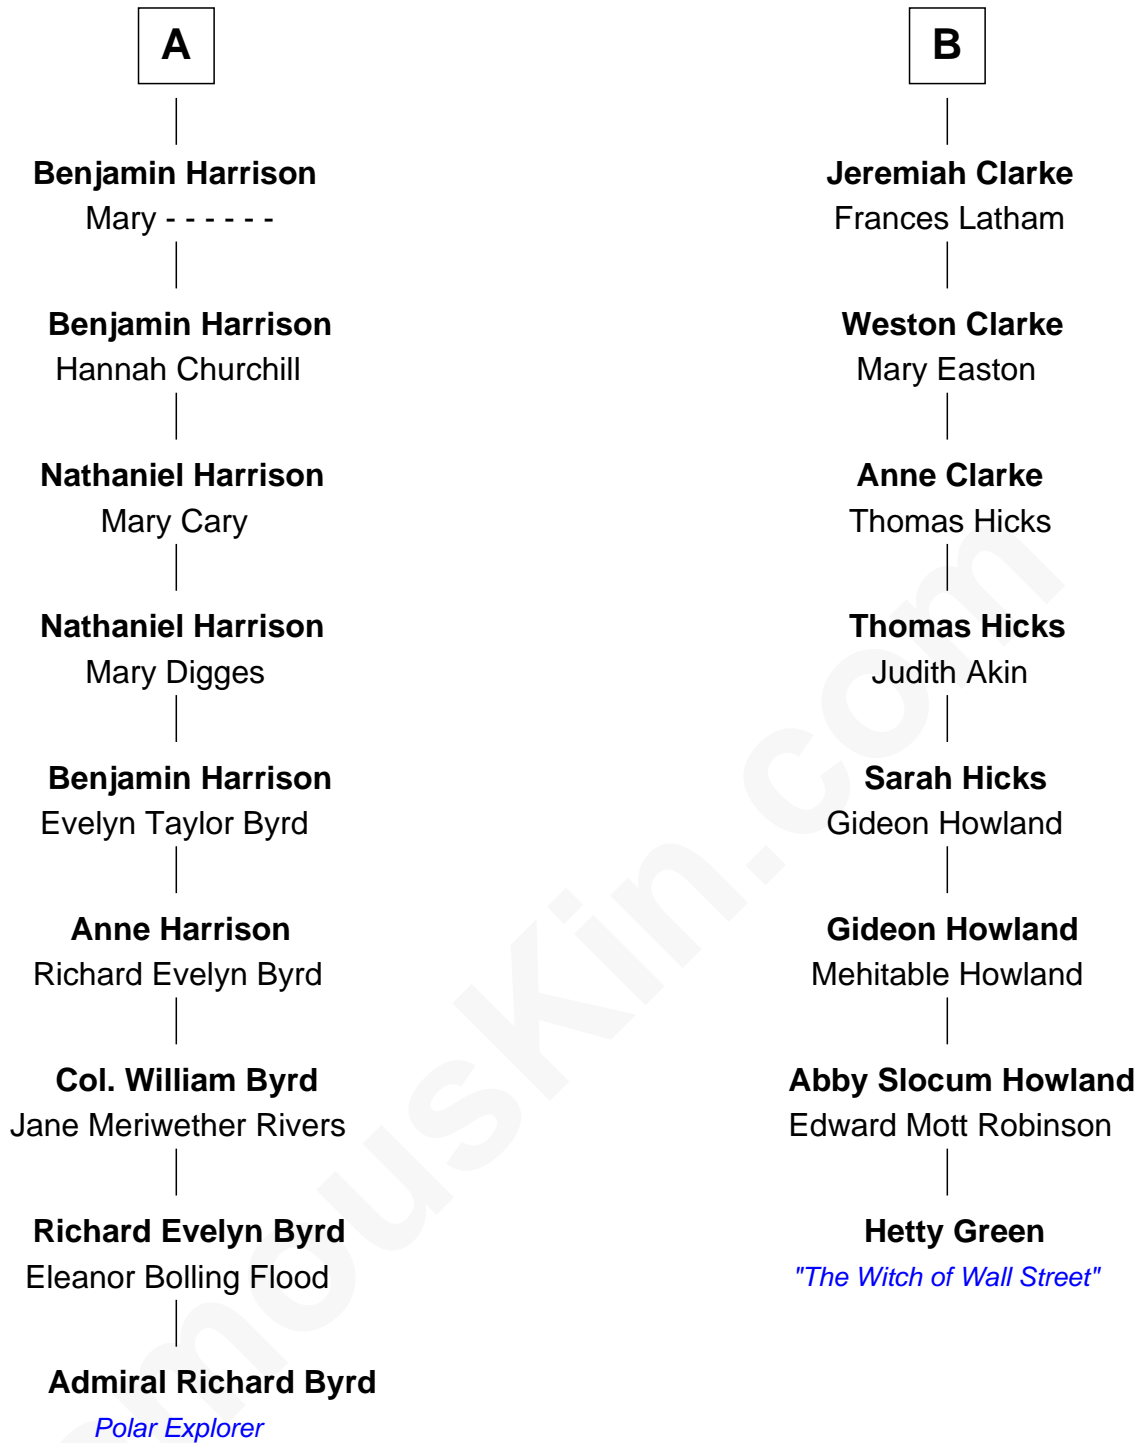 A
Benjamin Harrison
Mary - - - - - -
Benjamin Harrison
Hannah Churchill
Nathaniel Harrison
Mary Cary
Nathaniel Harrison
Mary Digges
Benjamin Harrison
Evelyn Taylor Byrd
Anne Harrison
Richard Evelyn Byrd
Col. William Byrd
Jane Meriwether Rivers
Richard Evelyn Byrd
Eleanor Bolling Flood
Admiral Richard Byrd
Polar Explorer
B
Jeremiah Clarke
Frances Latham
Weston Clarke
Mary Easton
Anne Clarke
Thomas Hicks
Thomas Hicks
Judith Akin
Sarah Hicks
Gideon Howland
Gideon Howland
Mehitable Howland
Abby Slocum Howland
Edward Mott Robinson
Hetty Green
"The Witch of Wall Street"
mouskin.com